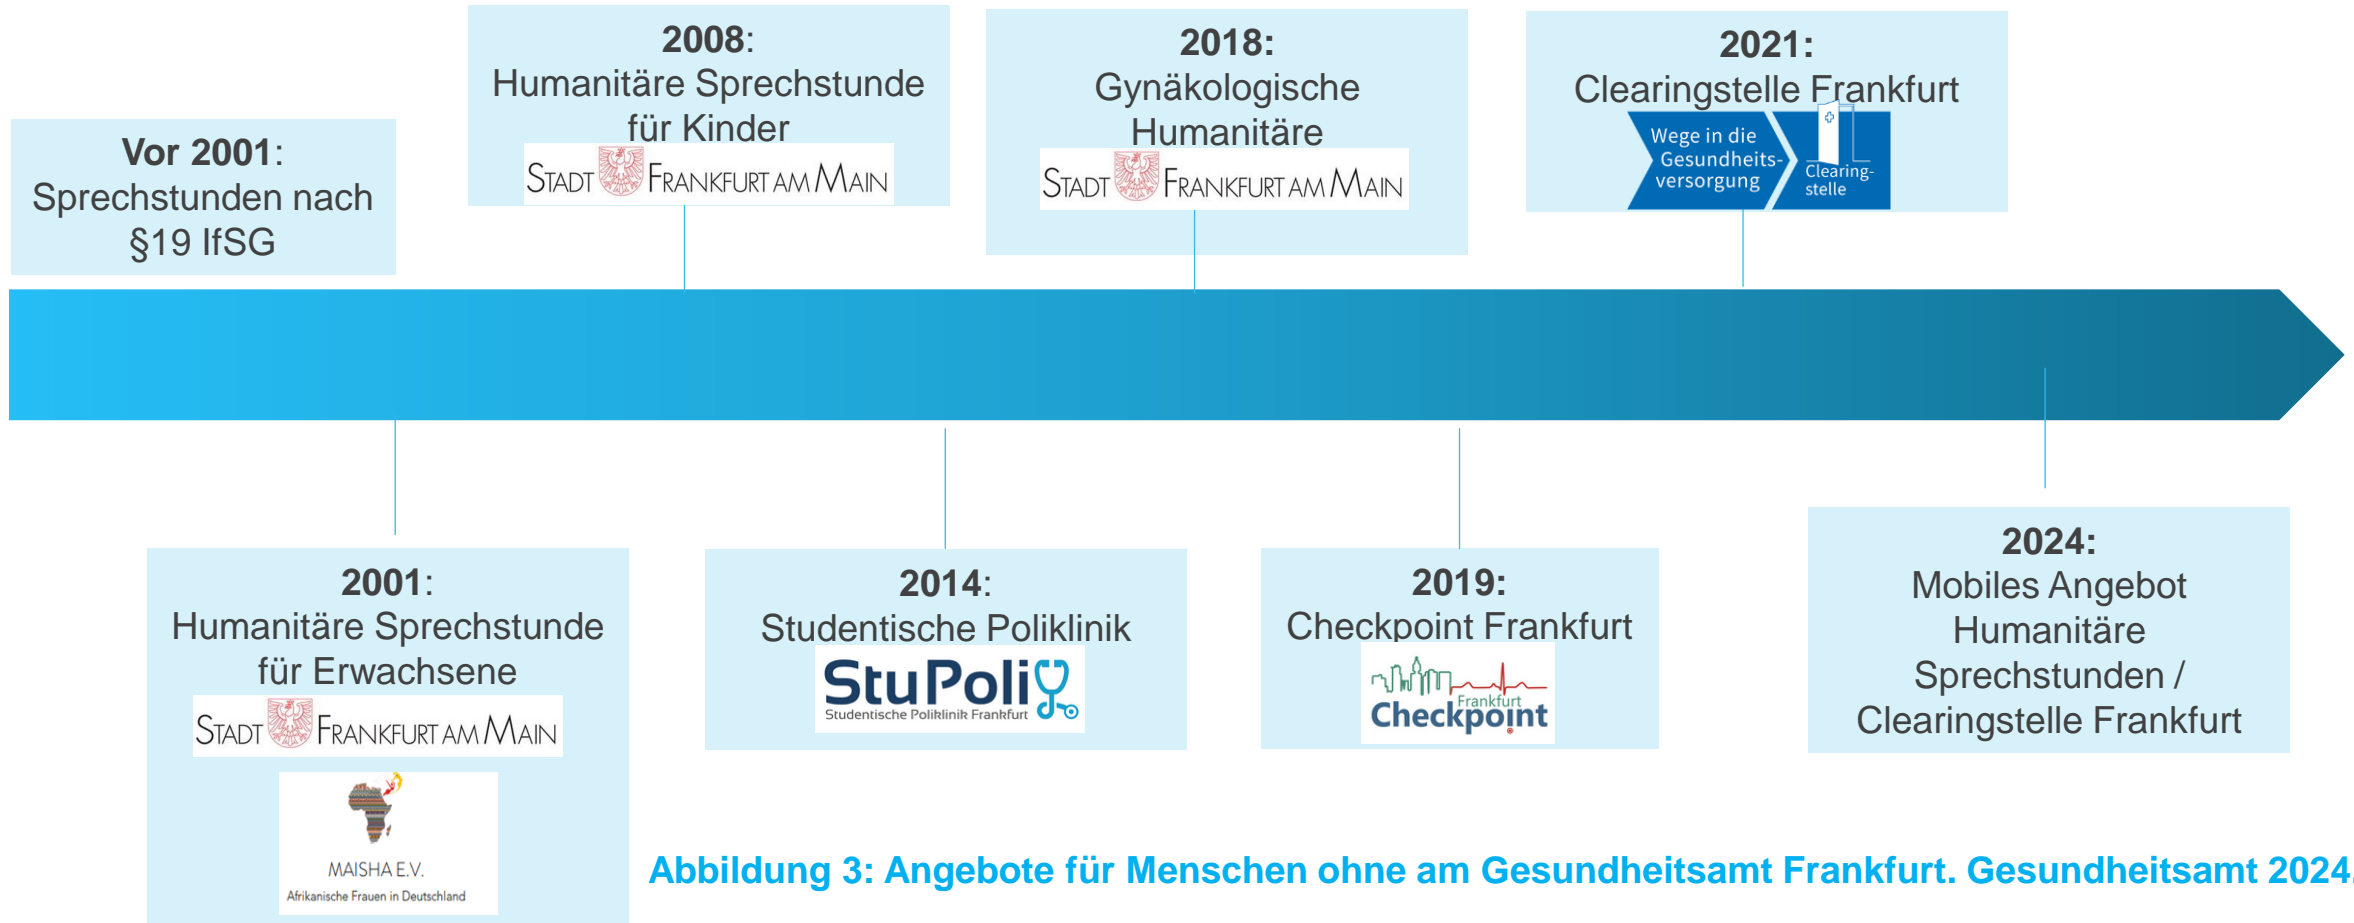 Vor 2001:
Sprechstunden nach
§19 IfSG
2008:
Humanitäre Sprechstunde
für Kinder
STADT FRANKFURT AM MAIN
2018:
Gynäkologische
Humanitäre
STADT FRANKFURT AM MAIN
2021:
Clearingstelle Frankfurt
Wege in die
Gesundheits-
versorgung
Clearing-
stelle
2001:
Humanitäre Sprechstunde
für Erwachsene
STADT FRANKFURT AM MAIN
MAISHA E.V.
Afrikanische Frauen in Deutschland
2014:
Studentische Poliklinik
StuPoli
Studentische Poliklinik Frankfurt
2019:
Checkpoint Frankfurt
Frankfurt
Checkpoint
2024:
Mobiles Angebot
Humanitäre
Sprechstunden /
Clearingstelle Frankfurt
Abbildung 3: Angebote für Menschen ohne am Gesundheitsamt Frankfurt. Gesundheitsamt 2024.